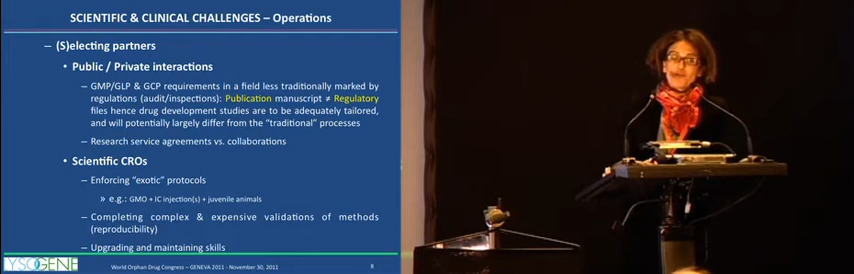 SCIENTIFIC & CLINICAL CHALLENGES – Operations
– (S)electing partners
• Public / Private interactions
– GMP/GLP & GCP requirements in a field less traditionally marked by
regulations (audit/inspections): Publication manuscript ≠ Regulatory
files hence drug development studies are to be adequately tailored,
and will potentially largely differ from the “traditional” processes
– Research service agreements vs. collaborations
• Scientific CROs
– Enforcing “exotic” protocols
» e.g.: GMO + IC injection(s) + juvenile animals
– Completing complex & expensive validations of methods
(reproducibility)
– Upgrading and maintaining skills
LYSOGENE
World Orphan Drug Congress – GENEVA 2011 - November 30, 2011
8